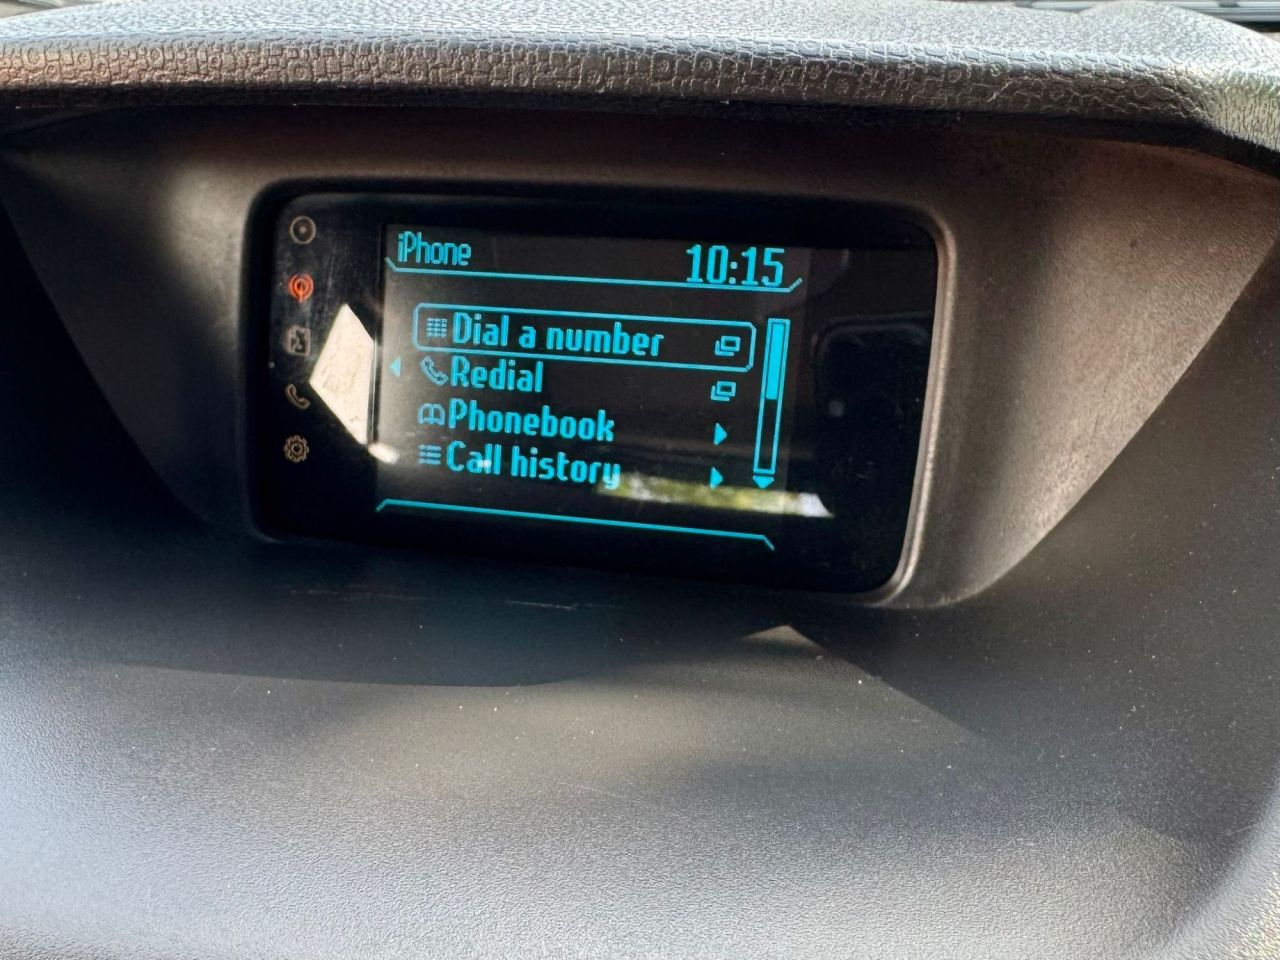 iPhone 10:15
Dial a number
Redial
Phonebook
Call history